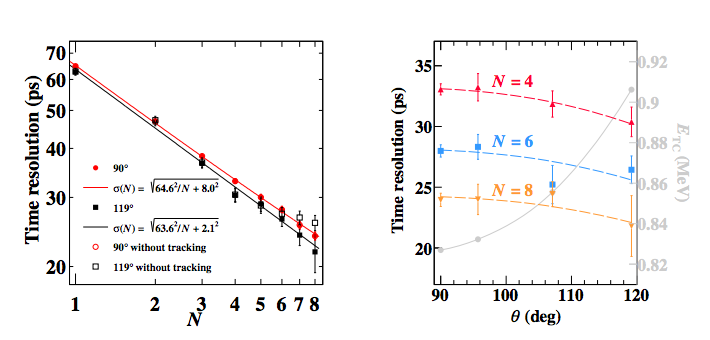 70
60
50
40
30
20
Time resolution (ps)
90°
σ(N) = √64.6²/N + 8.0²
119°
σ(N) = √63.6²/N + 2.1²
90° without tracking
119° without tracking
1 2 3 4 5 6 7 8
N
35
30
25
20
Time resolution (ps)
N = 4
N = 6
N = 8
0.92
0.9
0.88
0.86
0.84
0.82
E_TC (MeV)
90 100 110 120
θ (deg)